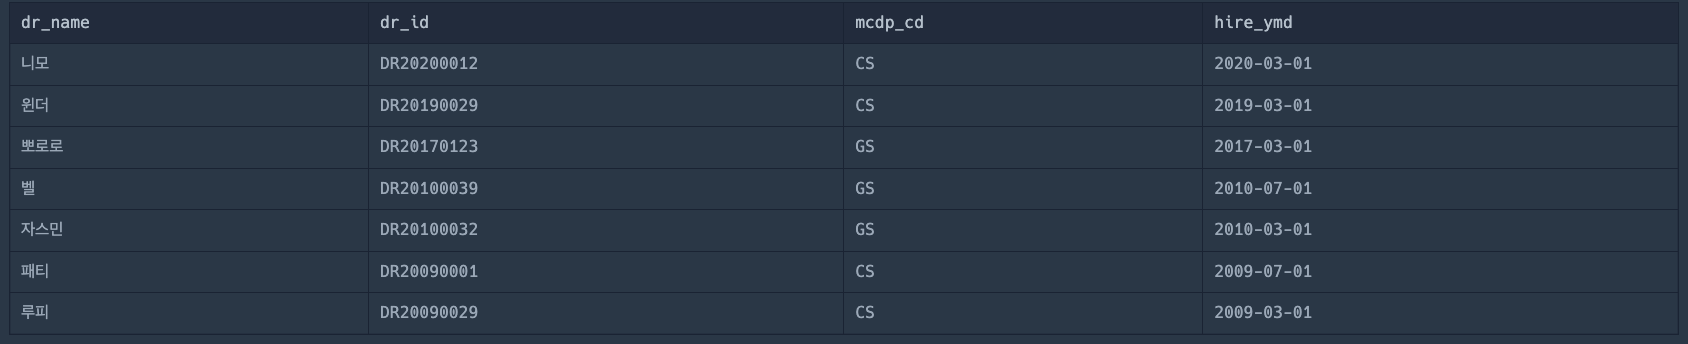 dr_name dr_id mcdp_cd hire_ymd
니모 DR20200012 CS 2020-03-01
윈더 DR20190029 CS 2019-03-01
뽀로로 DR20170123 GS 2017-03-01
벨 DR20100039 GS 2010-07-01
자스민 DR20100032 GS 2010-03-01
패티 DR20090001 CS 2009-07-01
루피 DR20090029 CS 2009-03-01